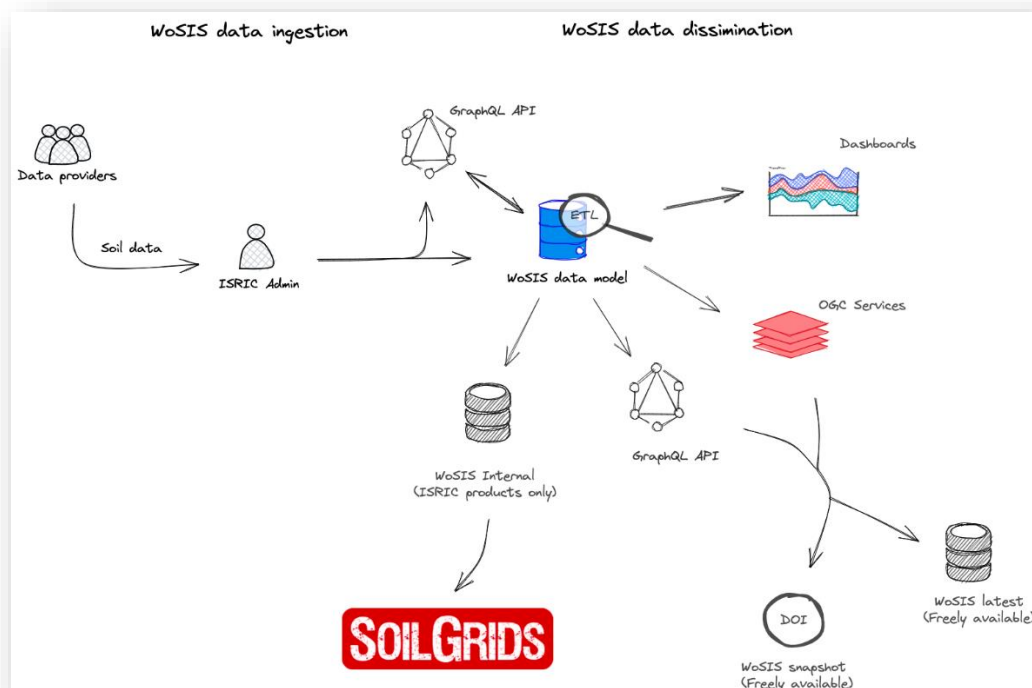 WoSIS data ingestion
WoSIS data dissimination
GraphQL API
Data providers
Soil data
ISRIC Admin
ETL
WoSIS data model
Dashboards
OGC Services
WoSIS Internal
(ISRIC products only)
GraphQL API
SOILGRIDS
DOI
WoSIS snapshot
(Freely available)
WoSIS latest
(Freely available)